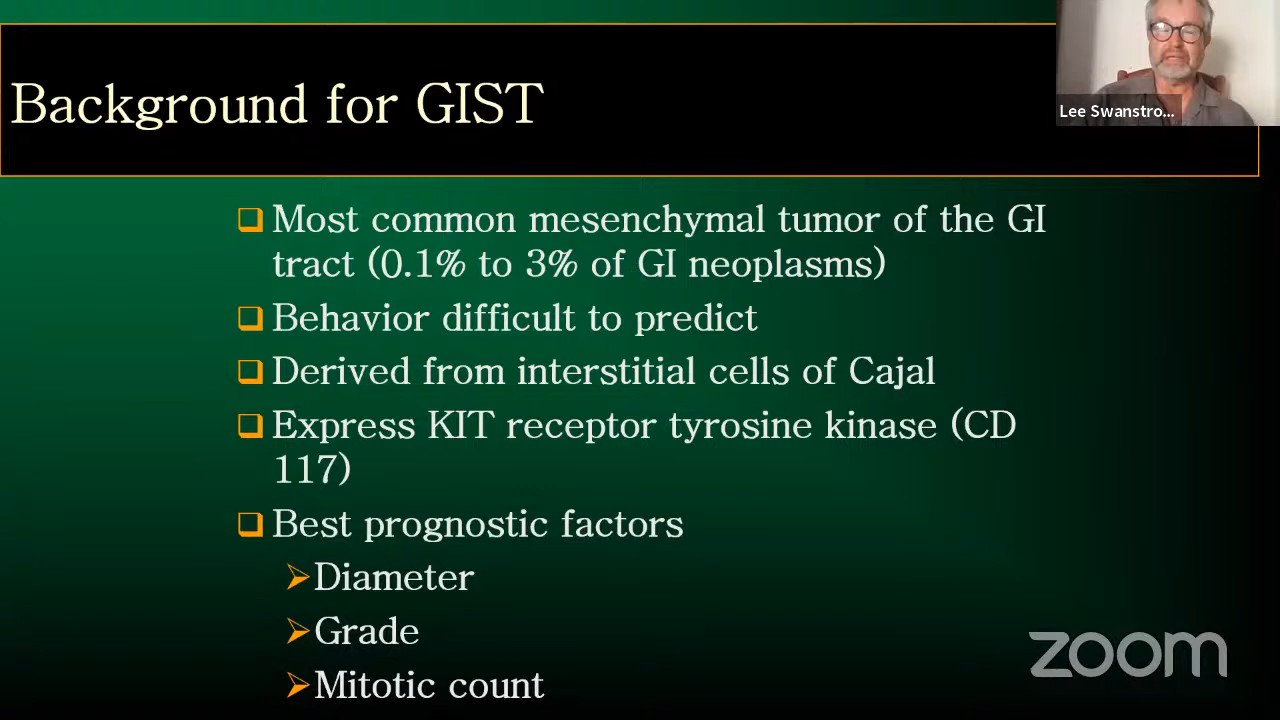 Background for GIST
Lee Swanstro...
Most common mesenchymal tumor of the GI
tract (0.1% to 3% of GI neoplasms)
Behavior difficult to predict
Derived from interstitial cells of Cajal
Express KIT receptor tyrosine kinase (CD
117)
Best prognostic factors
Diameter
Grade
Mitotic count
zoom